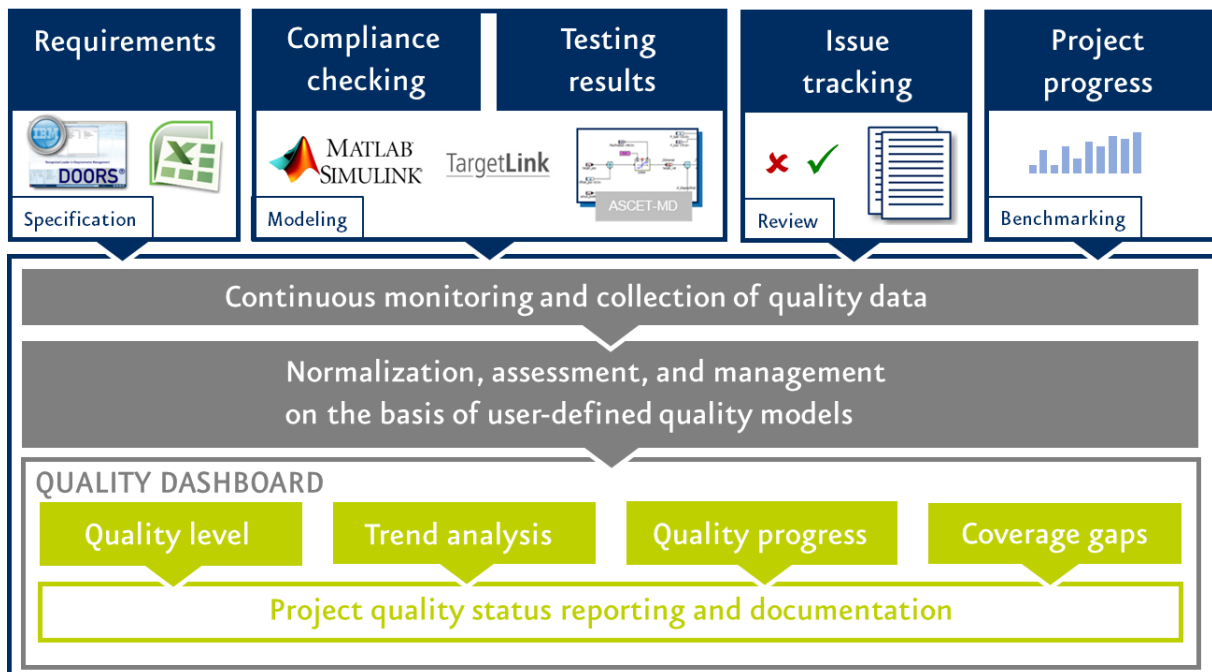 Requirements
Compliance
checking
Testing
results
Issue
tracking
Project
progress
IBM
DOORS®
MATLAB
SIMULINK®
TargetLink
ASCET-MD
Specification
Modeling
Review
Benchmarking
Continuous monitoring and collection of quality data
Normalization, assessment, and management
on the basis of user-defined quality models
QUALITY DASHBOARD
Quality level
Trend analysis
Quality progress
Coverage gaps
Project quality status reporting and documentation